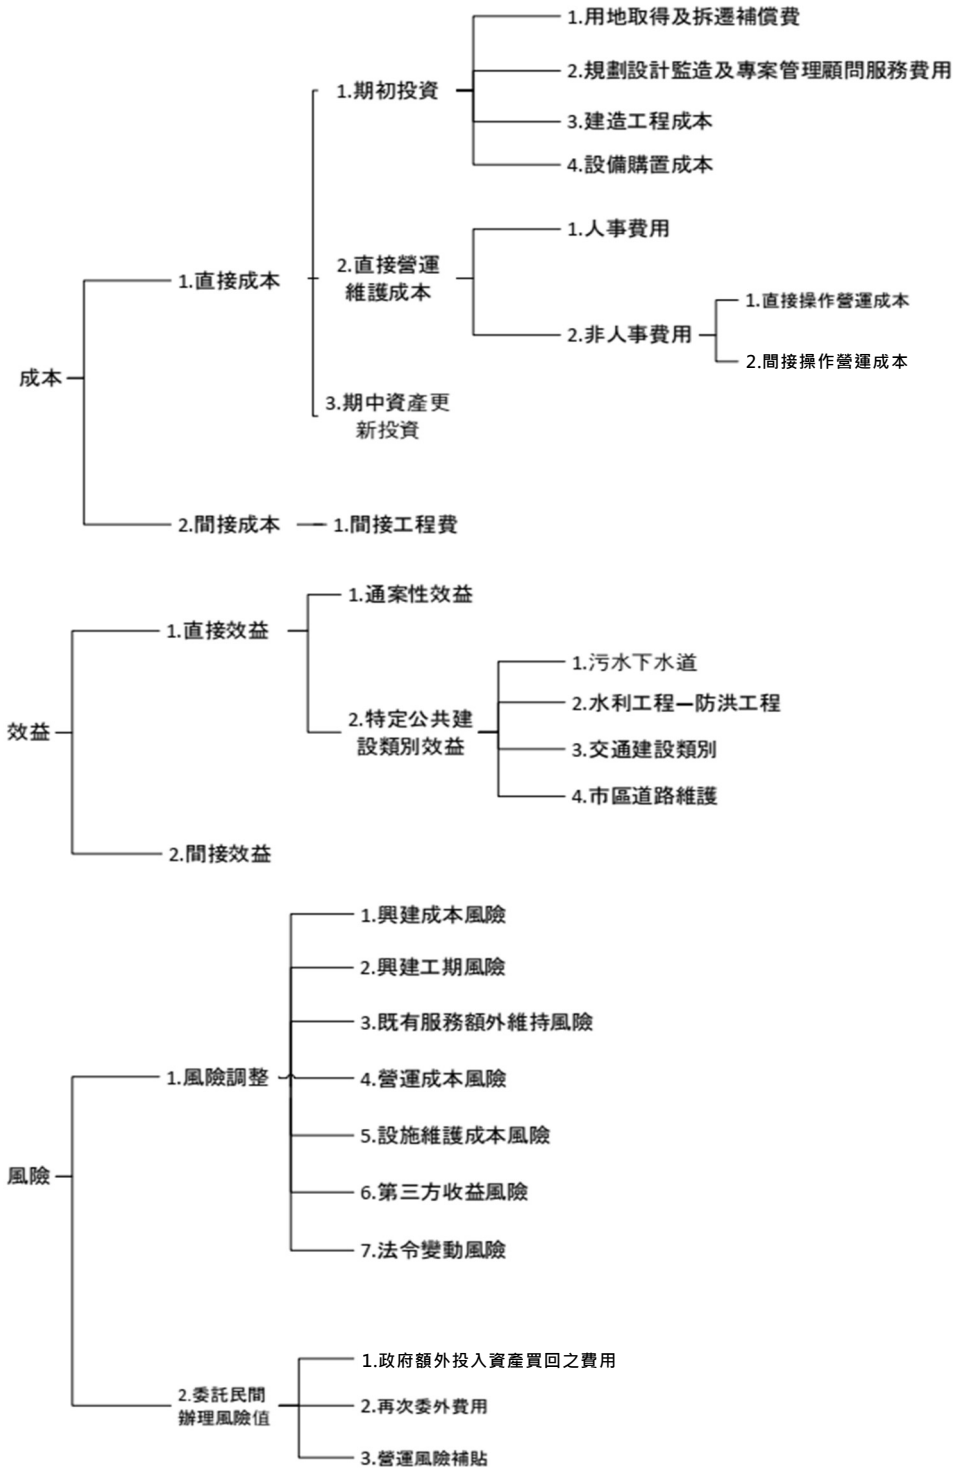 1.用地取得及拆遷補償費
2.規劃設計監造及專案管理顧問服務費用
1.期初投資
3.建造工程成本
4.設備購置成本
1.人事費用
2.直接營運
維護成本
1.直接成本
1.直接操作營運成本
2.非人事費用
2.間接操作營運成本
成本
3.期中資產更
新投資
2.間接成本
1.間接工程費
1.通案性效益
1.直接效益
1.污水下水道
2.水利工程—防洪工程
2.特定公共建
設類別效益
效益
3.交通建設類別
4.市區道路維護
2.間接效益
1.興建成本風險
2.興建工期風險
3.既有服務額外維持風險
1.風險調整
4.營運成本風險
5.設施維護成本風險
風險
6.第三方收益風險
7.法令變動風險
1.政府額外投入資產買回之費用
2.委託民間
辦理風險值
2.再次委外費用
3.營運風險補貼